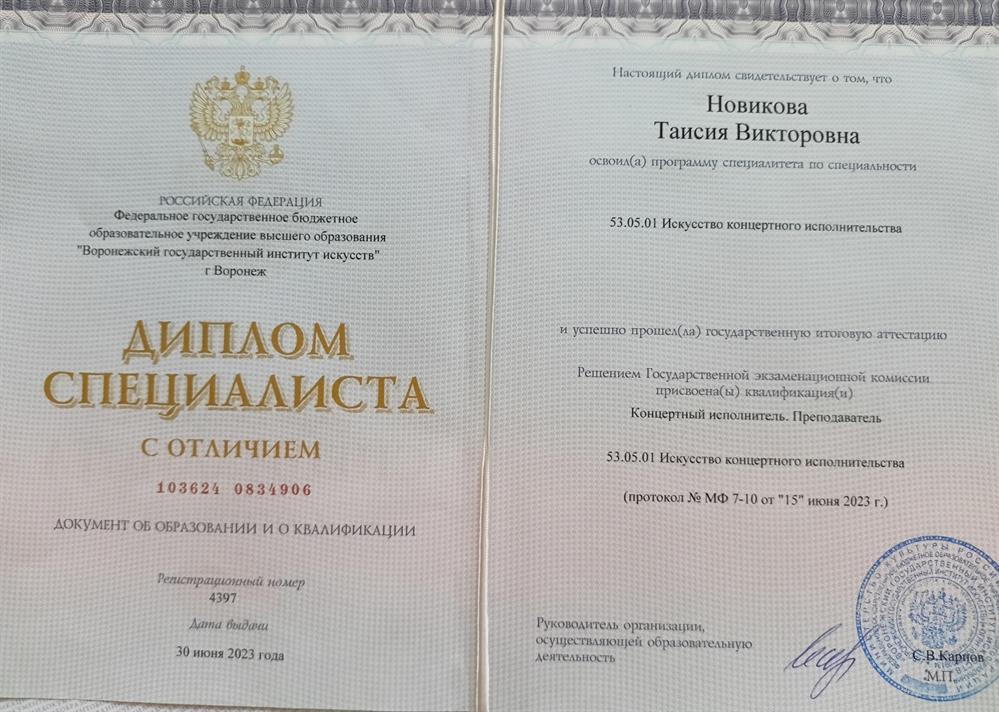 РОССИЙСКАЯ ФЕДЕРАЦИЯ
Федеральное государственное бюджетное
образовательное учреждение высшего образования
"Воронежский государственный институт искусств"
г Воронеж
ДИПЛОМ
СПЕЦИАЛИСТА
С ОТЛИЧИЕМ
103624 0834906
ДОКУМЕНТ ОБ ОБРАЗОВАНИИ И О КВАЛИФИКАЦИИ
Регистрационный номер
4397
Дата выдачи
30 июня 2023 года
Настоящий диплом свидетельствует о том, что
Новикова
Таисия Викторовна
освоил(а) программу специалитета по специальности
53.05.01 Искусство концертного исполнительства
и успешно прошел(ла) государственную итоговую аттестацию
Решением Государственной экзаменационной комиссии
присвоена(ы) квалификация(и)
Концертный исполнитель. Преподаватель
53.05.01 Искусство концертного исполнительства
(протокол № МФ 7-10 от "15" июня 2023 г.)
Руководитель организации,
осуществляющей образовательную
деятельность
С.В.Карпов
М.П.